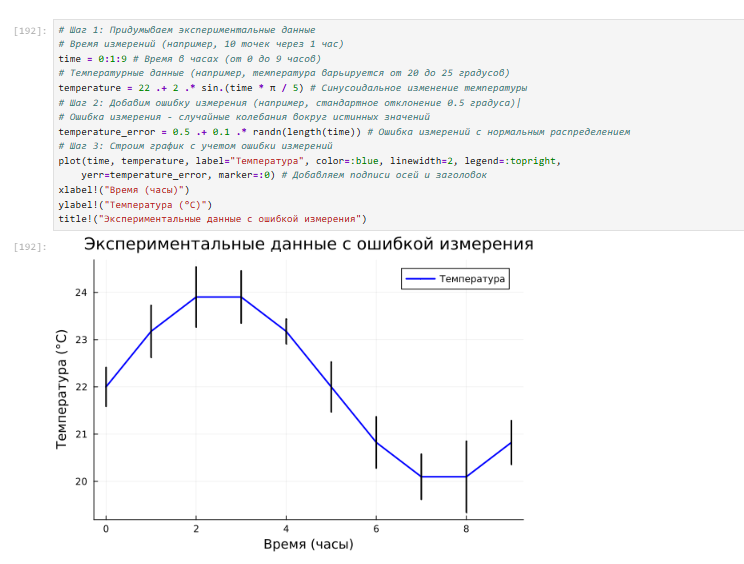 [192]:
# Шаг 1: Придумываем экспериментальные данные
# Время измерений (например, 10 точек через 1 час)
time = 0:1:9 # Время в часах (от 0 до 9 часов)
# Температурные данные (например, температура варьируется от 20 до 25 градусов)
temperature = 22 .+ 2 .* sin.(time * π / 5) # Синусоидальное изменение температуры
# Шаг 2: Добавим ошибку измерения (например, стандартное отклонение 0.5 градуса)
# Ошибка измерения - случайные колебания вокруг истинных значений
temperature_error = 0.5 .+ 0.1 .* randn(length(time)) # Ошибка измерений с нормальным распределением
# Шаг 3: Строим график с учетом ошибки измерений
plot(time, temperature, label="Температура", color=:blue, linewidth=2, legend=:topright,
yerr=temperature_error, marker=:0) # Добавляем подписи осей и заголовок
xlabel!("Время (часы)")
ylabel!("Температура (°C)")
title!("Экспериментальные данные с ошибкой измерения")
[192]:
Экспериментальные данные с ошибкой измерения
Температура
Температура (°C)
24
23
22
21
20
0 2 4 6 8
Время (часы)